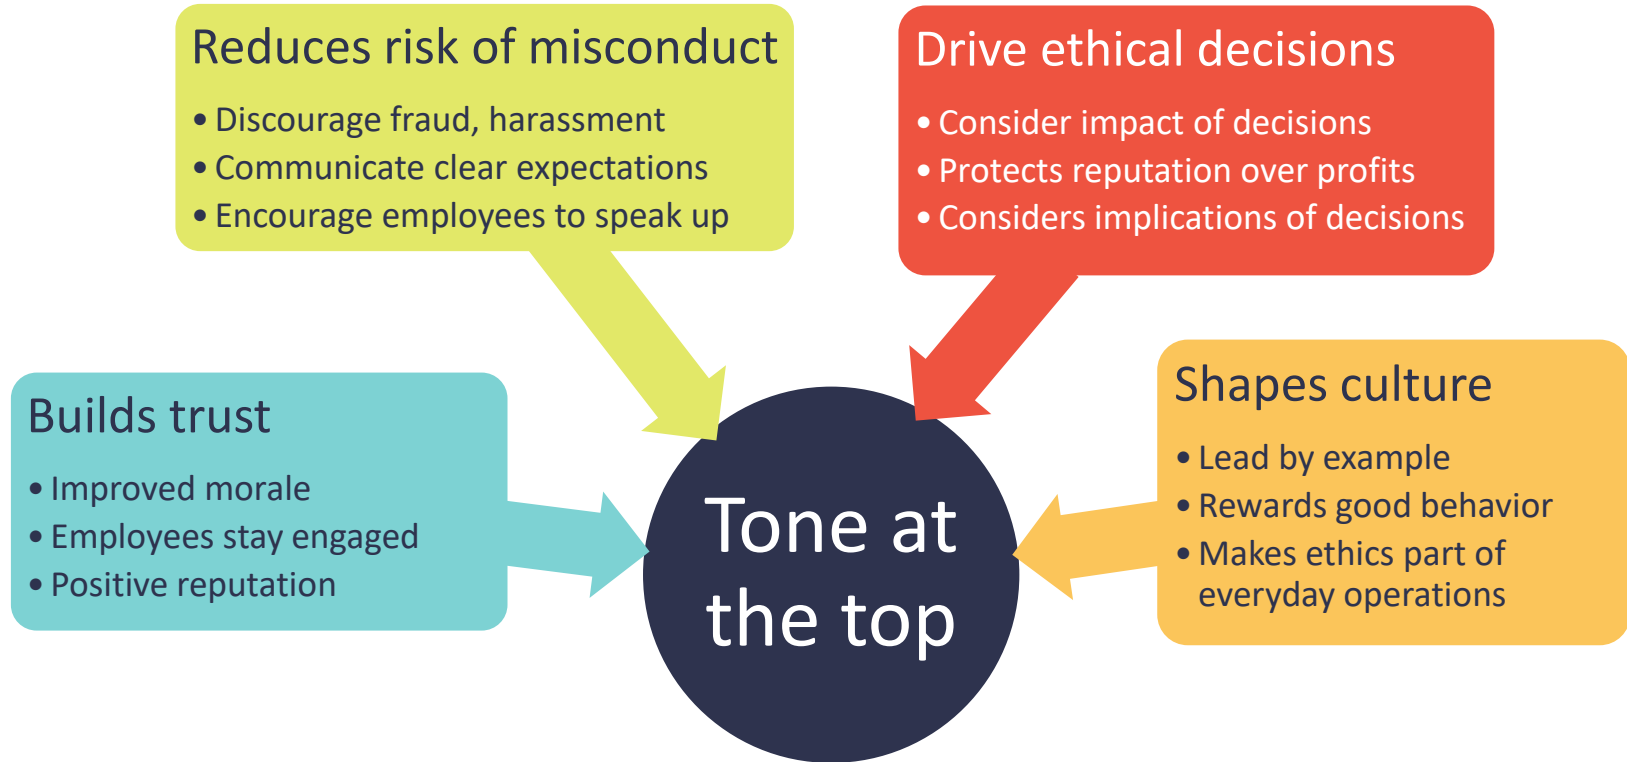 Reduces risk of misconduct
• Discourage fraud, harassment
• Communicate clear expectations
• Encourage employees to speak up
Drive ethical decisions
• Consider impact of decisions
• Protects reputation over profits
• Considers implications of decisions
Builds trust
• Improved morale
• Employees stay engaged
• Positive reputation
Tone at
the top
Shapes culture
• Lead by example
• Rewards good behavior
• Makes ethics part of
everyday operations